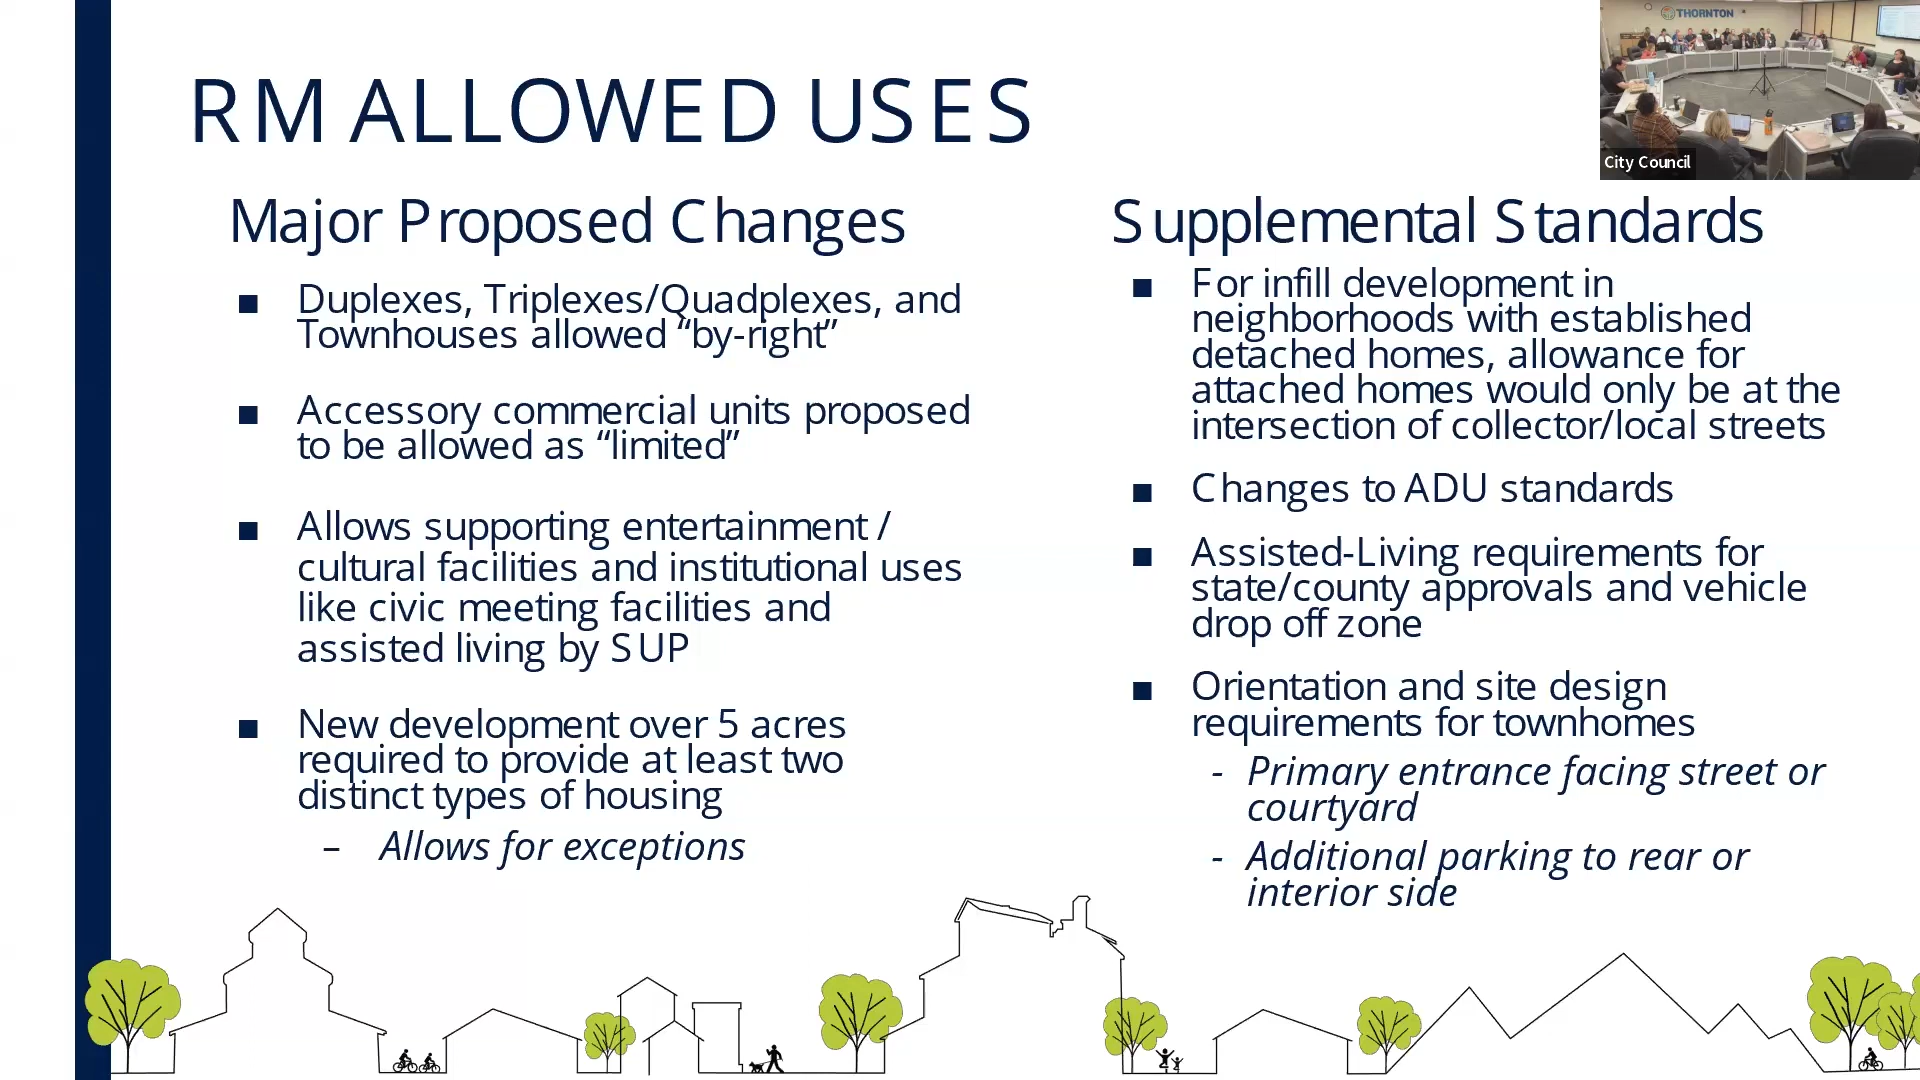 RM ALLOWED USES
Major Proposed Changes
■ Duplexes, Triplexes/Quadplexes, and
Townhouses allowed “by-right”
■ Accessory commercial units proposed
to be allowed as “limited”
■ Allows supporting entertainment /
cultural facilities and institutional uses
like civic meeting facilities and
assisted living by SUP
■ New development over 5 acres
required to provide at least two
distinct types of housing
– Allows for exceptions
Supplemental Standards
■ For infill development in
neighborhoods with established
detached homes, allowance for
attached homes would only be at the
intersection of collector/local streets
■ Changes to ADU standards
■ Assisted-Living requirements for
state/county approvals and vehicle
drop off zone
■ Orientation and site design
requirements for townhomes
- Primary entrance facing street or
courtyard
- Additional parking to rear or
interior side
THORNTON
City Council